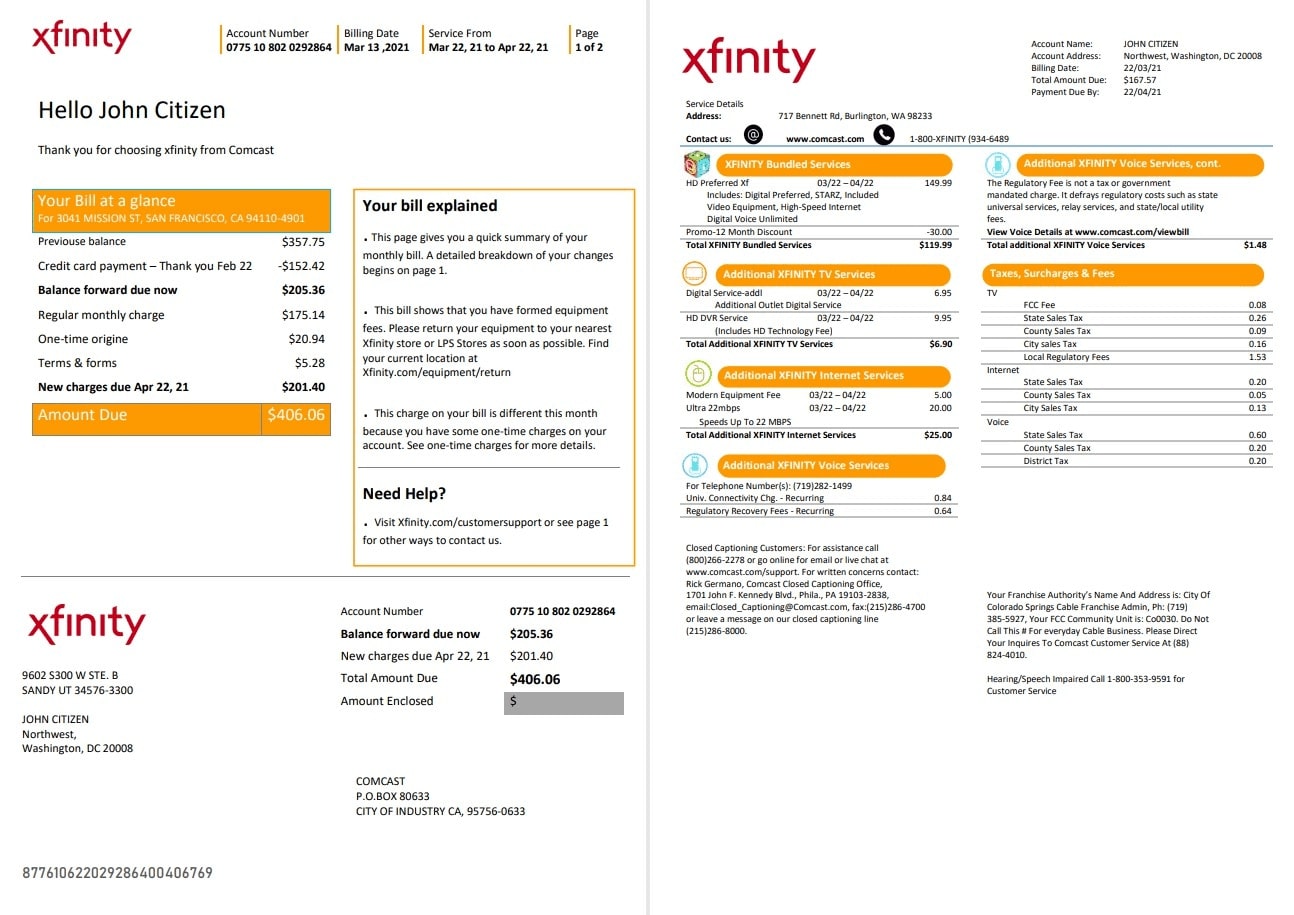 xfinity
Account Number
0775 10 802 0292864
Billing Date
Mar 13 ,2021
Service From
Mar 22, 21 to Apr 22, 21
Page
1 of 2
Hello John Citizen
Thank you for choosing xfinity from Comcast
Your Bill at a glance
For 3041 MISSION ST, SAN FRANCISCO, CA 94110-4901
Previouse balance $357.75
Credit card payment – Thank you Feb 22 -$152.42
Balance forward due now $205.36
Regular monthly charge $175.14
One-time origine $20.94
Terms & forms $5.28
New charges due Apr 22, 21 $201.40
Amount Due $406.06
Your bill explained
. This page gives you a quick summary of your
monthly bill. A detailed breakdown of your changes
begins on page 1.
. This bill shows that you have formed equipment
fees. Please return your equipment to your nearest
Xfinity store or LPS Stores as soon as possible. Find
your current location at
Xfinity.com/equipment/return
. This charge on your bill is different this month
because you have some one-time charges on your
account. See one-time charges for more details.
Need Help?
. Visit Xfinity.com/customersupport or see page 1
for other ways to contact us.
xfinity
9602 S300 W STE. B
SANDY UT 34576-3300
JOHN CITIZEN
Northwest,
Washington, DC 20008
Account Number 0775 10 802 0292864
Balance forward due now $205.36
New charges due Apr 22, 21 $201.40
Total Amount Due $406.06
Amount Enclosed $
COMCAST
P.O.BOX 80633
CITY OF INDUSTRY CA, 95756-0633
877610622029286400406769
xfinity
Account Name: JOHN CITIZEN
Account Address: Northwest, Washington, DC 20008
Billing Date: 22/03/21
Total Amount Due: $167.57
Payment Due By: 22/04/21
Service Details
Address: 717 Bennett Rd, Burlington, WA 98233
Contact us: @ www.comcast.com 1-800-XFINITY (934-6489
XFINITY Bundled Services
HD Preferred Xf 03/22 – 04/22 149.99
Includes: Digital Preferred, STARZ, Included
Video Equipment, High-Speed Internet
Digital Voice Unlimited
Promo-12 Month Discount -30.00
Total XFINITY Bundled Services $119.99
Additional XFINITY TV Services
Digital Service-addl 03/22 – 04/22 6.95
Additional Outlet Digital Service
HD DVR Service 03/22 – 04/22 9.95
(Includes HD Technology Fee)
Total Additional XFINITY TV Services $6.90
Additional XFINITY Internet Services
Modern Equipment Fee 03/22 – 04/22 5.00
Ultra 22mbps 03/22 – 04/22 20.00
Speeds Up To 22 MBPS
Total Additional XFINITY Internet Services $25.00
Additional XFINITY Voice Services
For Telephone Number(s): (719)282-1499
Univ. Connectivity Chg. - Recurring 0.84
Regulatory Recovery Fees - Recurring 0.64
Closed Captioning Customers: For assistance call
(800)266-2278 or go online for email or live chat at
www.comcast.com/support. For written concerns contact:
Rick Germano, Comcast Closed Captioning Office,
1701 John F. Kennedy Blvd., Phila., PA 19103-2838,
email:Closed_Captioning@Comcast.com, fax:(215)286-4700
or leave a message on our closed captioning line
(215)286-8000.
Additional XFINITY Voice Services, cont.
The Regulatory Fee is not a tax or government
mandated charge. It defrays regulatory costs such as state
universal services, relay services, and state/local utility
fees.
View Voice Details at www.comcast.com/viewbill
Total additional XFINITY Voice Services $1.48
Taxes, Surcharges & Fees
TV
FCC Fee 0.08
State Sales Tax 0.26
County Sales Tax 0.09
City sales Tax 0.16
Local Regulatory Fees 1.53
Internet
State Sales Tax 0.20
County Sales Tax 0.05
City Sales Tax 0.13
Voice
State Sales Tax 0.60
County Sales Tax 0.20
District Tax 0.20
Your Franchise Authority's Name And Address is: City Of
Colorado Springs Cable Franchise Admin, Ph: (719)
385-5927, Your FCC Community Unit is: Co0030. Do Not
Call This # For everyday Cable Business. Please Direct
Your Inquires To Comcast Customer Service At (88)
824-4010.
Hearing/Speech Impaired Call 1-800-353-9591 for
Customer Service